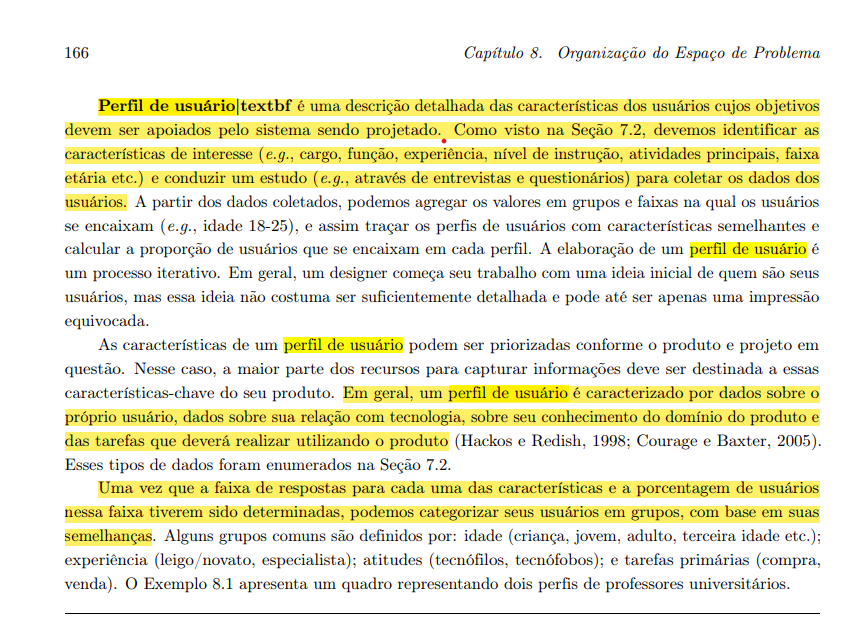 166 Capítulo 8. Organização do Espaço de Problema
Perfil de usuário|textbf é uma descrição detalhada das características dos usuários cujos objetivos
devem ser apoiados pelo sistema sendo projetado. Como visto na Seção 7.2, devemos identificar as
características de interesse (e.g., cargo, função, experiência, nível de instrução, atividades principais, faixa
etária etc.) e conduzir um estudo (e.g., através de entrevistas e questionários) para coletar os dados dos
usuários. A partir dos dados coletados, podemos agregar os valores em grupos e faixas na qual os usuários
se encaixam (e.g., idade 18-25), e assim traçar os perfis de usuários com características semelhantes e
calcular a proporção de usuários que se encaixam em cada perfil. A elaboração de um perfil de usuário é
um processo iterativo. Em geral, um designer começa seu trabalho com uma ideia inicial de quem são seus
usuários, mas essa ideia não costuma ser suficientemente detalhada e pode até ser apenas uma impressão
equivocada.
As características de um perfil de usuário podem ser priorizadas conforme o produto e projeto em
questão. Nesse caso, a maior parte dos recursos para capturar informações deve ser destinada a essas
características-chave do seu produto. Em geral, um perfil de usuário é caracterizado por dados sobre o
próprio usuário, dados sobre sua relação com tecnologia, sobre seu conhecimento do domínio do produto e
das tarefas que deverá realizar utilizando o produto (Hackos e Redish, 1998; Courage e Baxter, 2005).
Esses tipos de dados foram enumerados na Seção 7.2.
Uma vez que a faixa de respostas para cada uma das características e a porcentagem de usuários
nessa faixa tiverem sido determinadas, podemos categorizar seus usuários em grupos, com base em suas
semelhanças. Alguns grupos comuns são definidos por: idade (criança, jovem, adulto, terceira idade etc.);
experiência (leigo/novato, especialista); atitudes (tecnófilos, tecnófobos); e tarefas primárias (compra,
venda). O Exemplo 8.1 apresenta um quadro representando dois perfis de professores universitários.